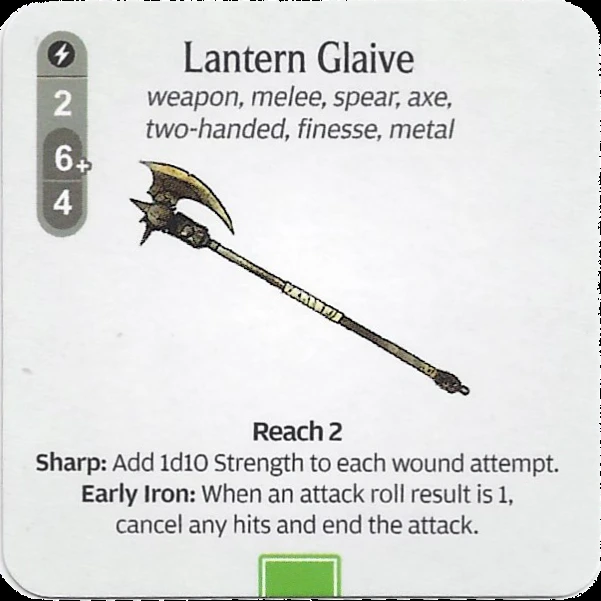 Lantern Glaive
weapon, melee, spear, axe,
two-handed, finesse, metal
2
6+
4
Reach 2
Sharp: Add 1d10 Strength to each wound attempt.
Early Iron: When an attack roll result is 1,
cancel any hits and end the attack.